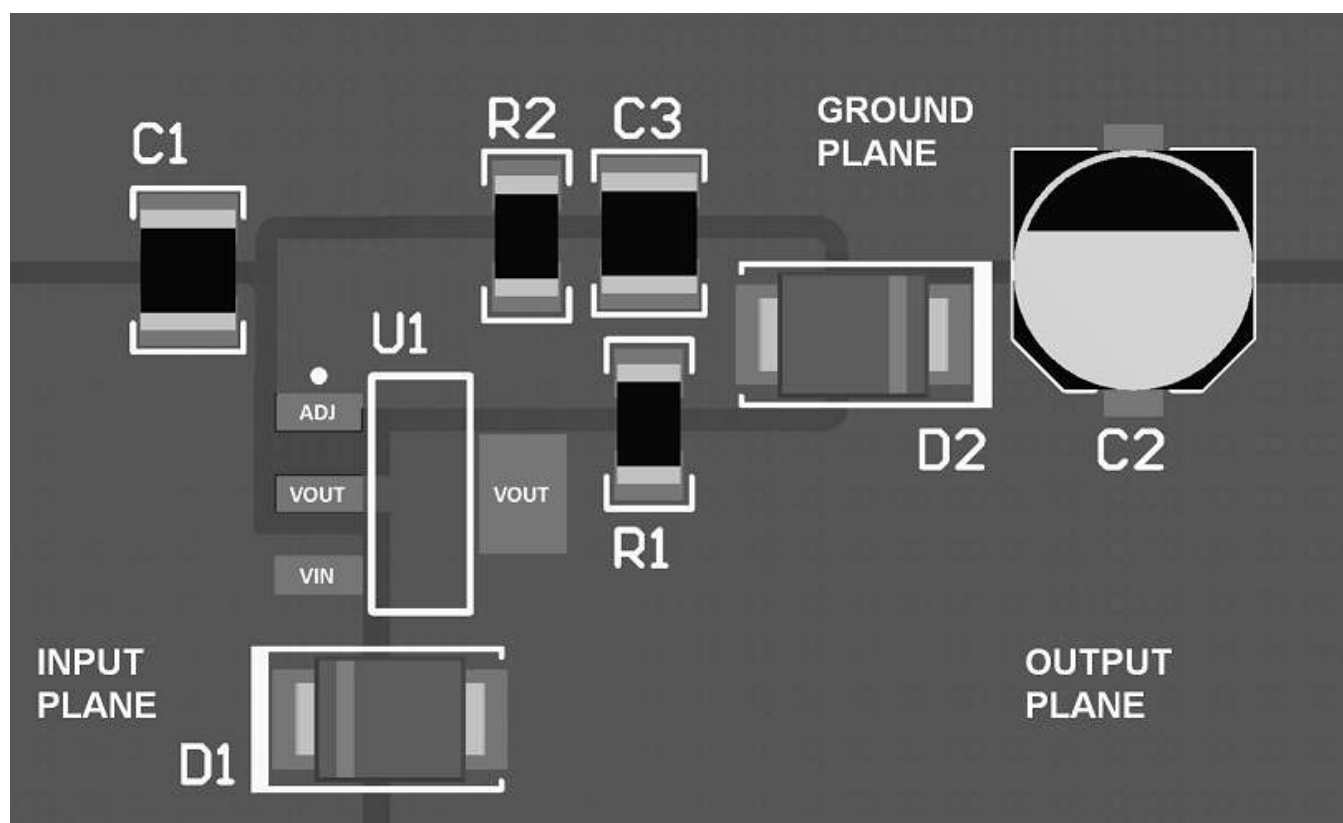 C1
R2
C3
GROUND
PLANE
U1
ADJ
VOUT
VOUT
VIN
R1
D2
C2
INPUT
PLANE
D1
OUTPUT
PLANE